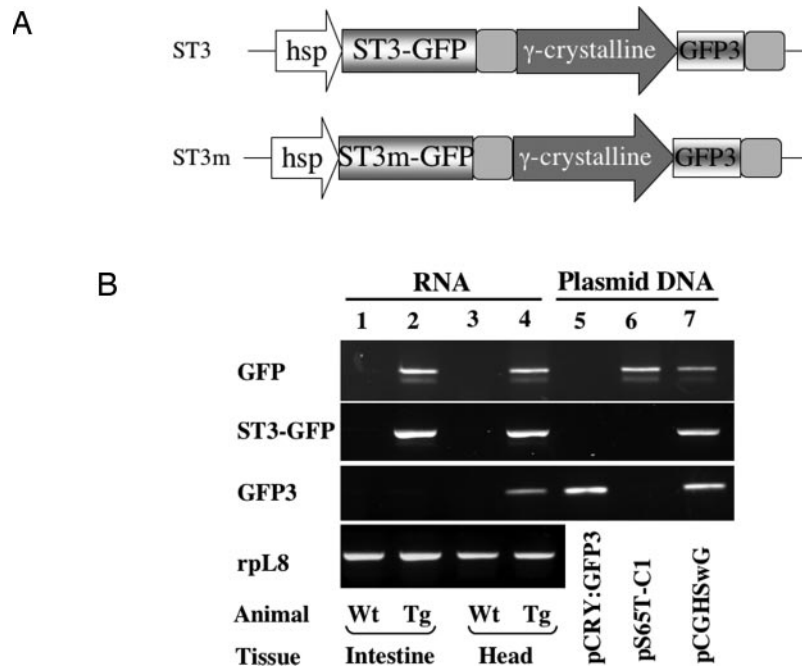 A
ST3 hsp ST3-GFP γ-crystalline GFP3
ST3m hsp ST3m-GFP γ-crystalline GFP3
B
RNA Plasmid DNA
1 2 3 4 5 6 7
GFP
ST3-GFP
GFP3
rpL8
Animal Wt Tg Wt Tg
Tissue Intestine Head
pCRY:GFP3
pS65T-C1
pCGHSwG